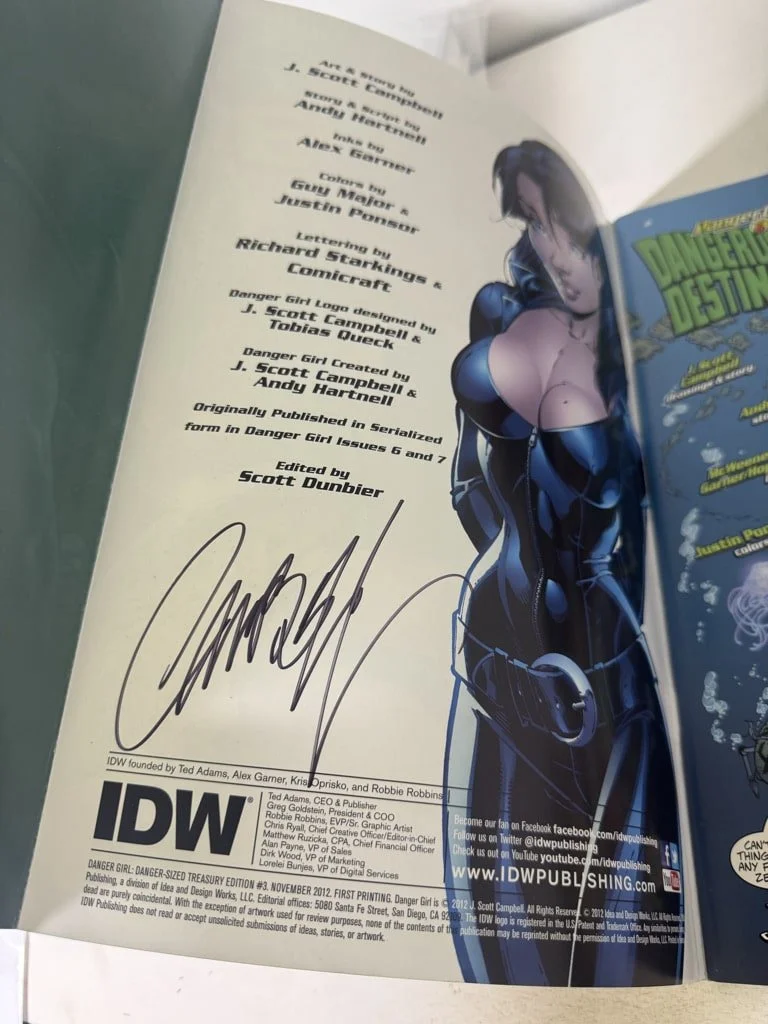 Art & Story by
J. Scott Campbell
Story & Script by
Andy Hartnell
Inks by
Alex Garner
Colors by
Guy Major &
Justin Ponsor
Lettering by
Richard Starkings &
Comicraft
Danger Girl Logo designed by
J. Scott Campbell &
Tobias Queck
Danger Girl Created by
J. Scott Campbell &
Andy Hartnell
Originally Published in Serialized
form in Danger Girl Issues 6 and 7
Edited by
Scott Dunbier
IDW founded by Ted Adams, Alex Garner, Kris Oprisko, and Robbie Robbins
IDW®
Ted Adams, CEO & Publisher
Greg Goldstein, President & COO
Robbie Robbins, EVP/Sr. Graphic Artist
Chris Ryall, Chief Creative Officer/Editor-in-Chief
Matthew Ruzicka, CPA, Chief Financial Officer
Alan Payne, VP of Sales
Dirk Wood, VP of Marketing
Lorelei Bunjes, VP of Digital Services
Become our fan on Facebook facebook.com/idwpublishing
Follow us on Twitter @idwpublishing
Check us out on YouTube youtube.com/idwpublishing
www.IDWPUBLISHING.com
DANGER GIRL: DANGER-SIZED TREASURY EDITION #3. NOVEMBER 2012. FIRST PRINTING. Danger Girl is © 2012 J. Scott Campbell. All Rights Reserved. © 2012 Idea and Design Works, LLC. All Rights
Publishing, a division of Idea and Design Works, LLC. Editorial offices: 5080 Santa Fe Street, San Diego, CA 92109. The IDW logo is registered in the U.S. Patent and Trademark Office. Any similarities to persons
dead are purely coincidental. With the exception of artwork used for review purposes, none of the contents of this publication may be reprinted without the permission of Idea and Design Works, LLC.
IDW Publishing does not read or accept unsolicited submissions of ideas, stories, or artwork.
DANGEROU
DESTIN
J. Scott
Campbell
drawings & story
Justin Pon
colors
CAN'T
THING
ANY F
ZE